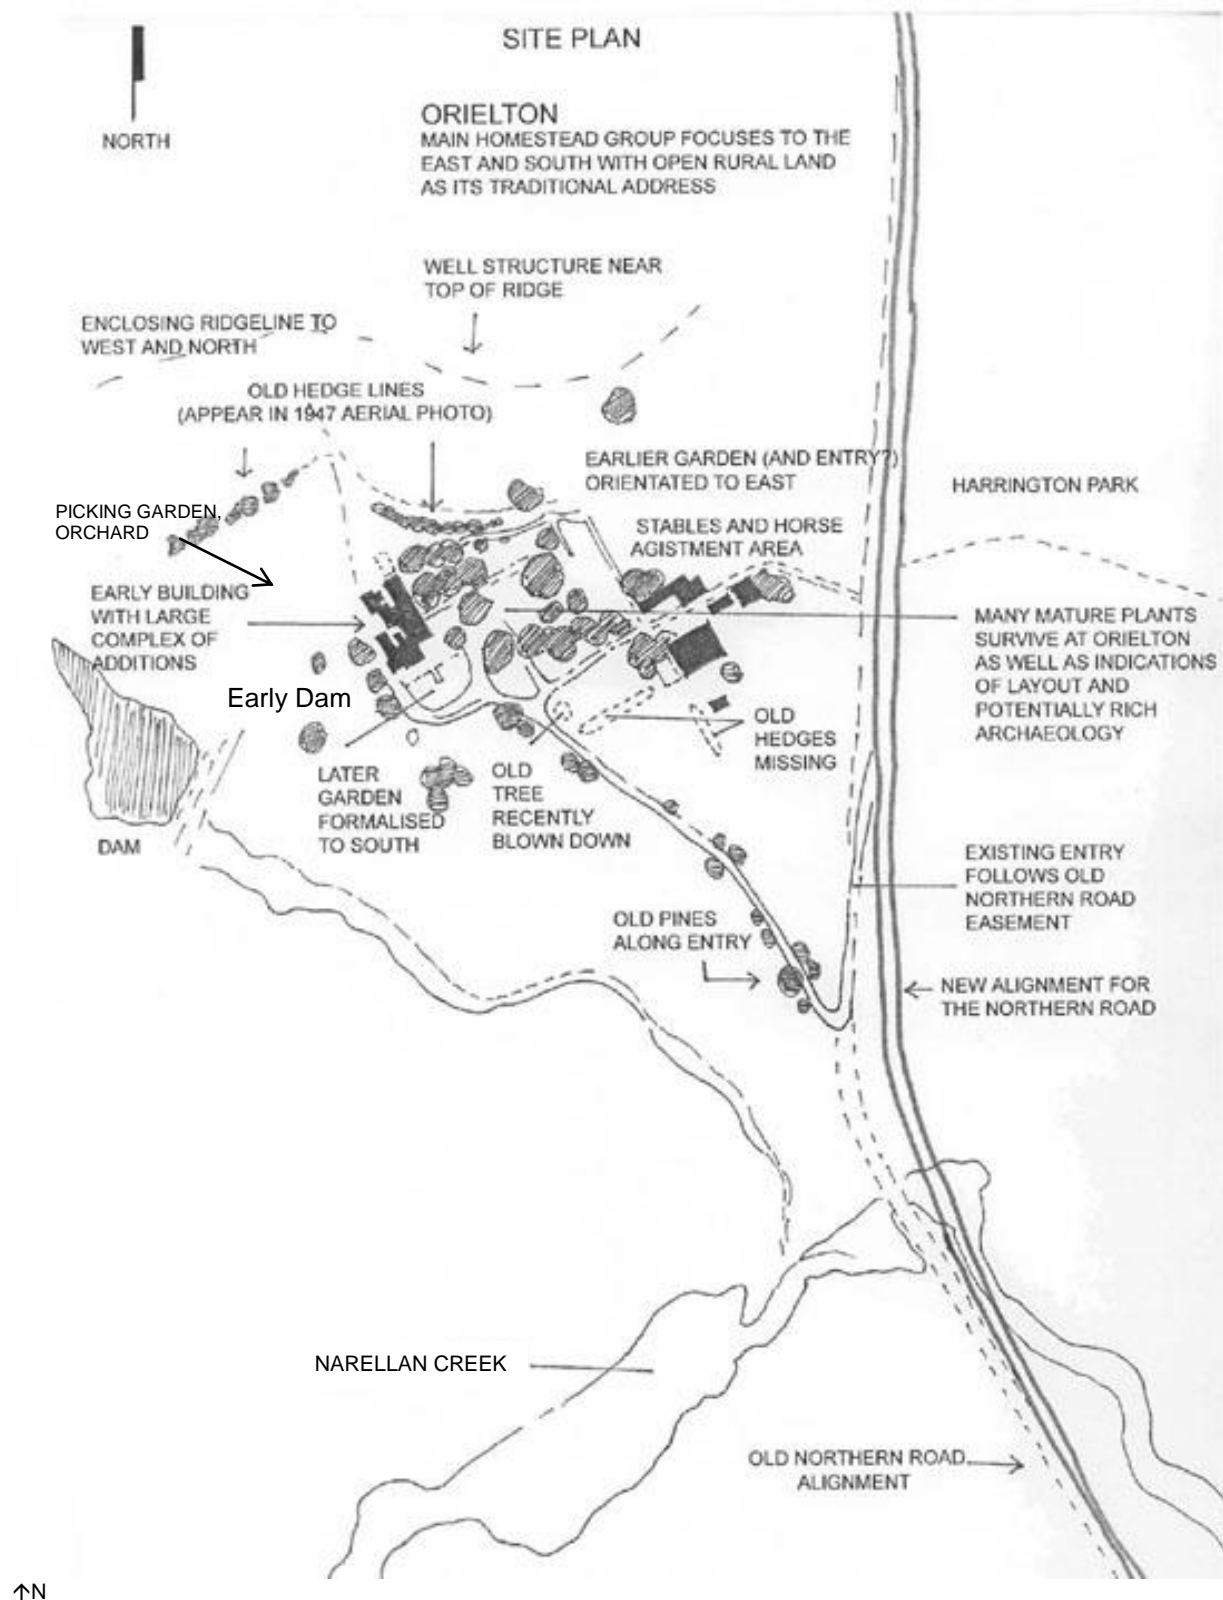 SITE PLAN
NORTH
ORIELTON
MAIN HOMESTEAD GROUP FOCUSES TO THE
EAST AND SOUTH WITH OPEN RURAL LAND
AS ITS TRADITIONAL ADDRESS
WELL STRUCTURE NEAR
TOP OF RIDGE
ENCLOSING RIDGELINE TO
WEST AND NORTH
OLD HEDGE LINES
(APPEAR IN 1947 AERIAL PHOTO)
EARLIER GARDEN (AND ENTRY?)
ORIENTATED TO EAST
HARRINGTON PARK
PICKING GARDEN,
ORCHARD
STABLES AND HORSE
AGISTMENT AREA
EARLY BUILDING
WITH LARGE
COMPLEX OF
ADDITIONS
MANY MATURE PLANTS
SURVIVE AT ORIELTON
AS WELL AS INDICATIONS
OF LAYOUT AND
POTENTIALLY RICH
ARCHAEOLOGY
Early Dam
OLD
HEDGES
MISSING
LATER
GARDEN
FORMALISED
TO SOUTH
OLD
TREE
RECENTLY
BLOWN DOWN
DAM
EXISTING ENTRY
FOLLOWS OLD
NORTHERN ROAD
EASEMENT
OLD PINES
ALONG ENTRY
NEW ALIGNMENT FOR
THE NORTHERN ROAD
NARELLAN CREEK
OLD NORTHERN ROAD
ALIGNMENT
↑N